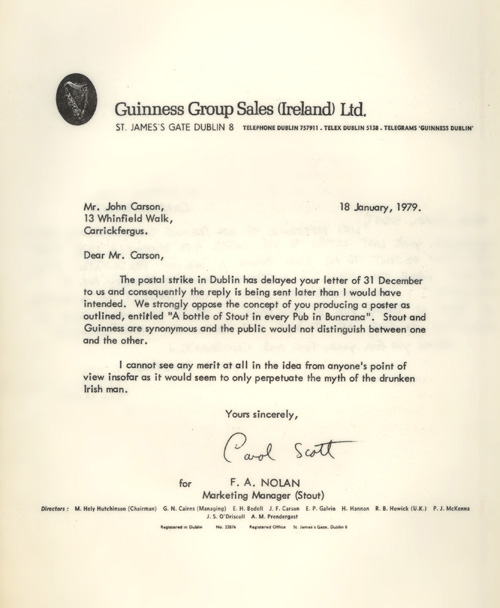 Guinness Group Sales (Ireland) Ltd.
ST. JAMES'S GATE DUBLIN 8 TELEPHONE DUBLIN 757911 . TELEX DUBLIN 5138 . TELEGRAMS 'GUINNESS DUBLIN'
Mr. John Carson, 18 January, 1979.
13 Whinfield Walk,
Carrickfergus.
Dear Mr. Carson,
The postal strike in Dublin has delayed your letter of 31 December
to us and consequently the reply is being sent later than I would have
intended. We strongly oppose the concept of you producing a poster as
outlined, entitled "A bottle of Stout in every Pub in Buncrana". Stout and
Guinness are synonymous and the public would not distinguish between one
and the other.
I cannot see any merit at all in the idea from anyone's point of
view insofar as it would seem to only perpetuate the myth of the drunken
Irish man.
Yours sincerely,
Carol Scott
for F. A. NOLAN
Marketing Manager (Stout)
Directors : M. Hely Hutchinson (Chairman) G. N. Cairns (Managing) E. H. Bodell J. F. Carson E. P. Galvin H. Hannon R. B. Howick (U.K.) P. J. McKenna
J. S. O'Driscoll A. M. Prendergast
Registered in Dublin No. Registered Office St. James's Gate, Dublin 8